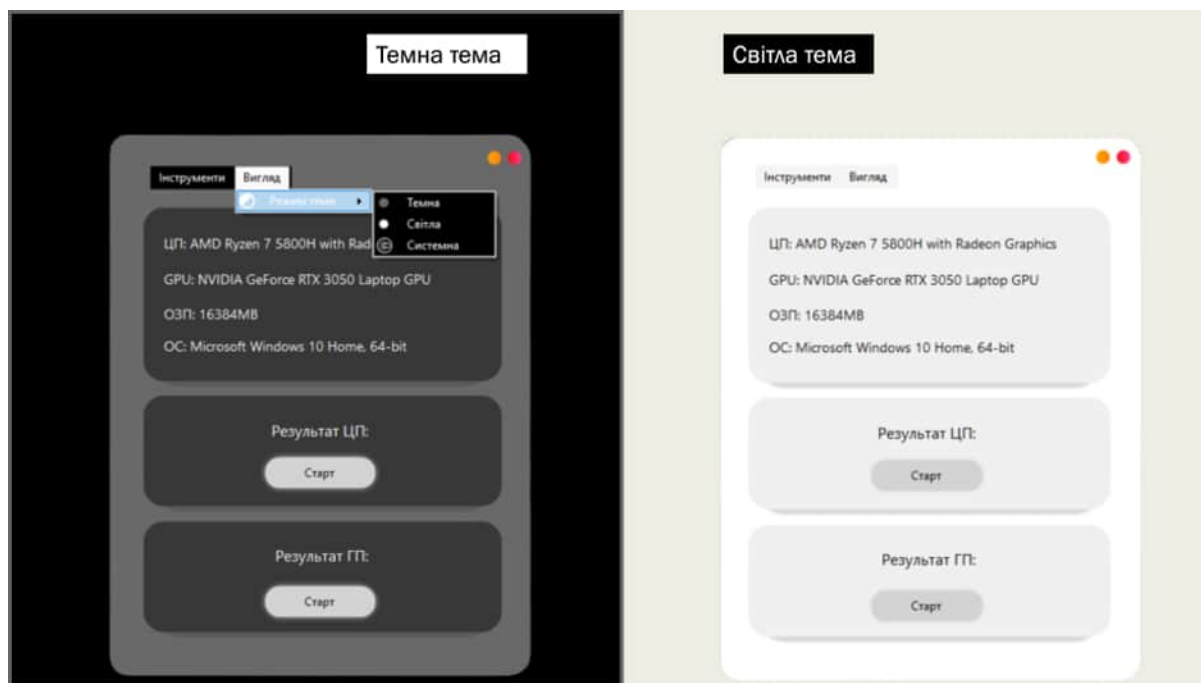 Темна тема
Інструменти Вигляд
Режим теми
Темна
Світла
Системна
ЦП: AMD Ryzen 7 5800H with Rad
GPU: NVIDIA GeForce RTX 3050 Laptop GPU
ОЗП: 16384MB
ОС: Microsoft Windows 10 Home, 64-bit
Результат ЦП:
Старт
Результат ГП:
Старт
Світла тема
Інструменти Вигляд
ЦП: AMD Ryzen 7 5800H with Radeon Graphics
GPU: NVIDIA GeForce RTX 3050 Laptop GPU
ОЗП: 16384MB
ОС: Microsoft Windows 10 Home, 64-bit
Результат ЦП:
Старт
Результат ГП:
Старт